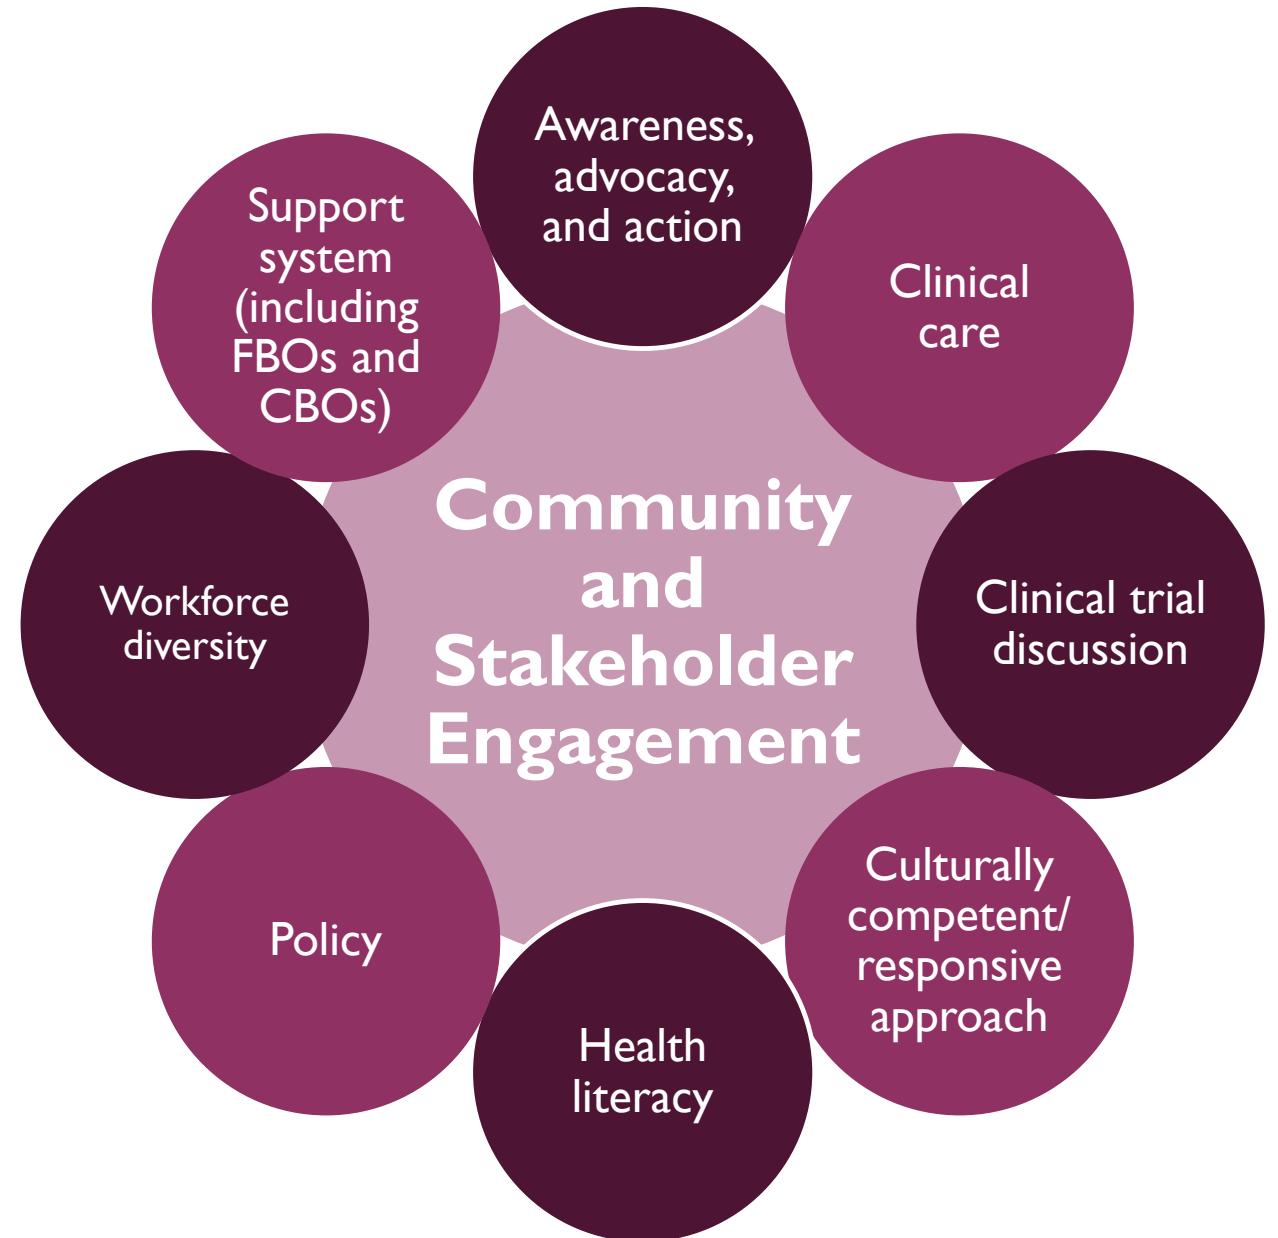 Awareness,
advocacy,
and action
Clinical
care
Clinical trial
discussion
Culturally
competent/
responsive
approach
Health
literacy
Policy
Workforce
diversity
Support
system
(including
FBOs and
CBOs)
Community
and
Stakeholder
Engagement